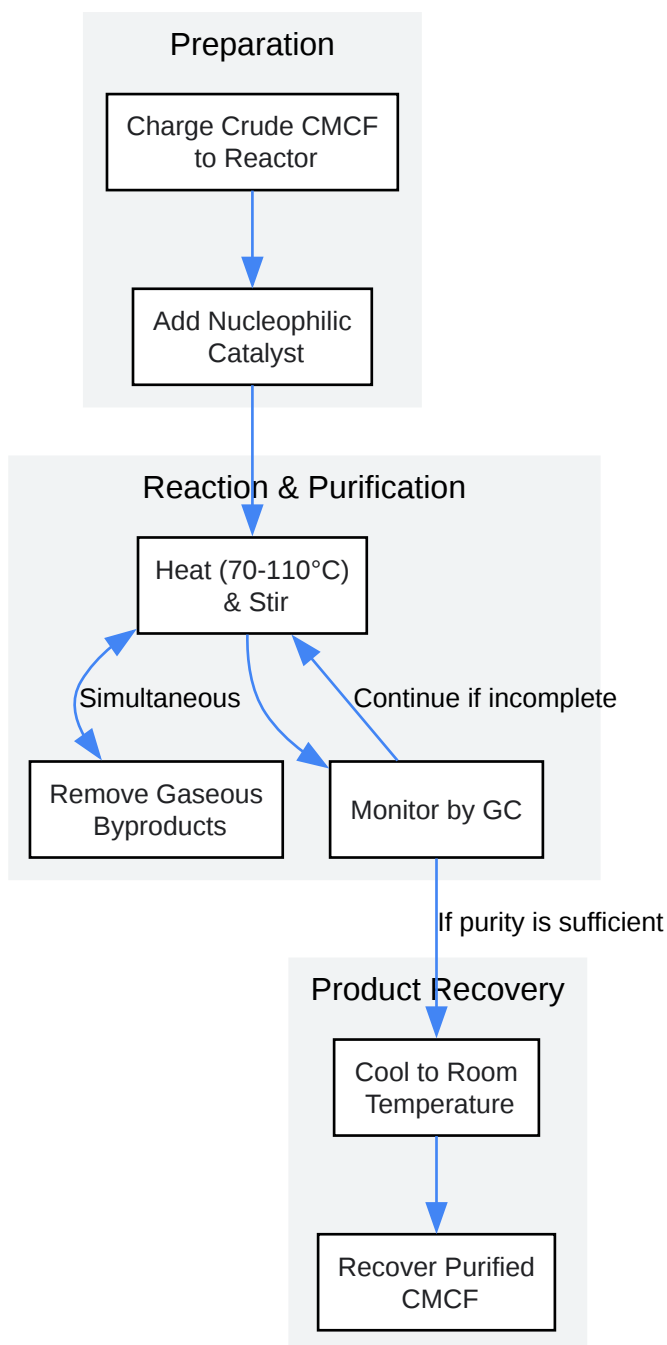 Preparation
Charge Crude CMCF
to Reactor
Add Nucleophilic
Catalyst
Reaction & Purification
Heat (70-110°C)
& Stir
Simultaneous
Continue if incomplete
Remove Gaseous
Byproducts
Monitor by GC
If purity is sufficient
Product Recovery
Cool to Room
Temperature
Recover Purified
CMCF